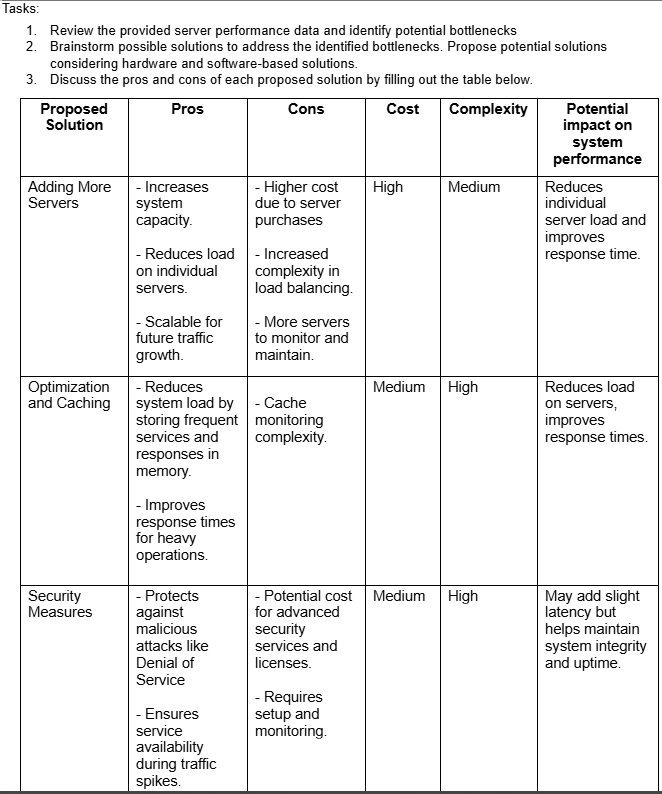 Tasks:
1. Review the provided server performance data and identify potential bottlenecks
2. Brainstorm possible solutions to address the identified bottlenecks. Propose potential solutions
considering hardware and software-based solutions.
3. Discuss the pros and cons of each proposed solution by filling out the table below.
Proposed
Solution
Pros
Cons
Cost
Complexity
Potential
impact on
system
performance
Adding More
Servers
- Increases
system
capacity.
- Reduces load
on individual
servers.
- Scalable for
future traffic
growth.
- Higher cost
due to server
purchases
- Increased
complexity in
load balancing.
- More servers
to monitor and
maintain.
High
Medium
Reduces
individual
server load and
improves
response time.
Optimization
and Caching
- Reduces
system load by
storing frequent
services and
responses in
memory.
- Improves
response times
for heavy
operations.
- Cache
monitoring
complexity.
Medium
High
Reduces load
on servers,
improves
response times.
Security
Measures
- Protects
against
malicious
attacks like
Denial of
Service
- Ensures
service
availability
during traffic
spikes.
- Potential cost
for advanced
security
services and
licenses.
- Requires
setup and
monitoring.
Medium
High
May add slight
latency but
helps maintain
system integrity
and uptime.